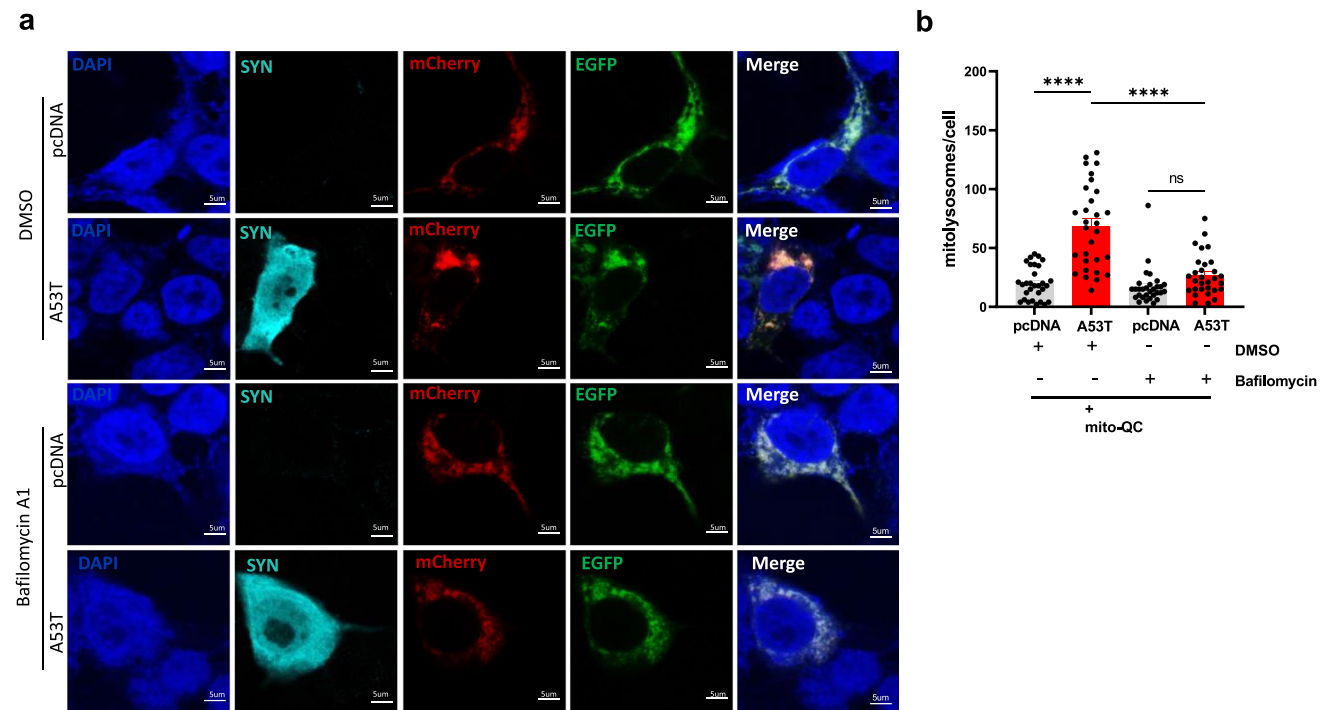 a
DAPI SYN mCherry EGFP Merge
5um 5um 5um 5um 5um
DAPI SYN mCherry EGFP Merge
5um 5um 5um 5um 5um
DAPI SYN mCherry EGFP Merge
5um 5um 5um 5um 5um
DAPI SYN mCherry EGFP Merge
5um 5um 5um 5um 5um
DMSO
pcDNA
A53T
Bafilomycin A1
pcDNA
A53T
b
mitolysosomes/cell
200
150
100
50
0
**** ****
ns
pcDNA A53T pcDNA A53T
+ + - - DMSO
- - + + Bafilomycin
+
mito-QC